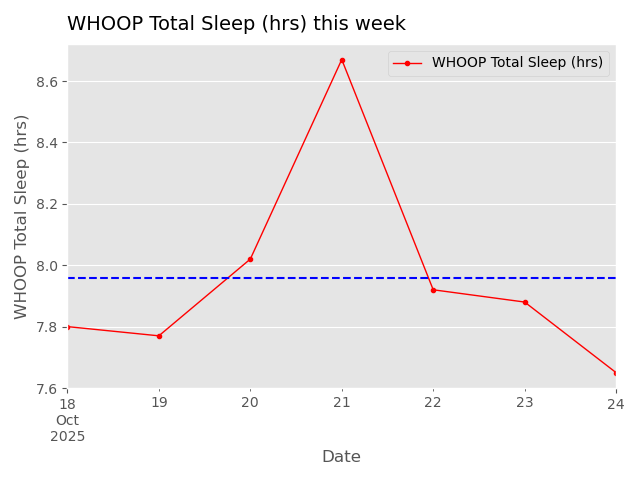 WHOOP Total Sleep (hrs) this week
WHOOP Total Sleep (hrs)
WHOOP Total Sleep (hrs)
8.6
8.4
8.2
8.0
7.8
7.6
18 19 20 21 22 23 24
Oct
2025
Date